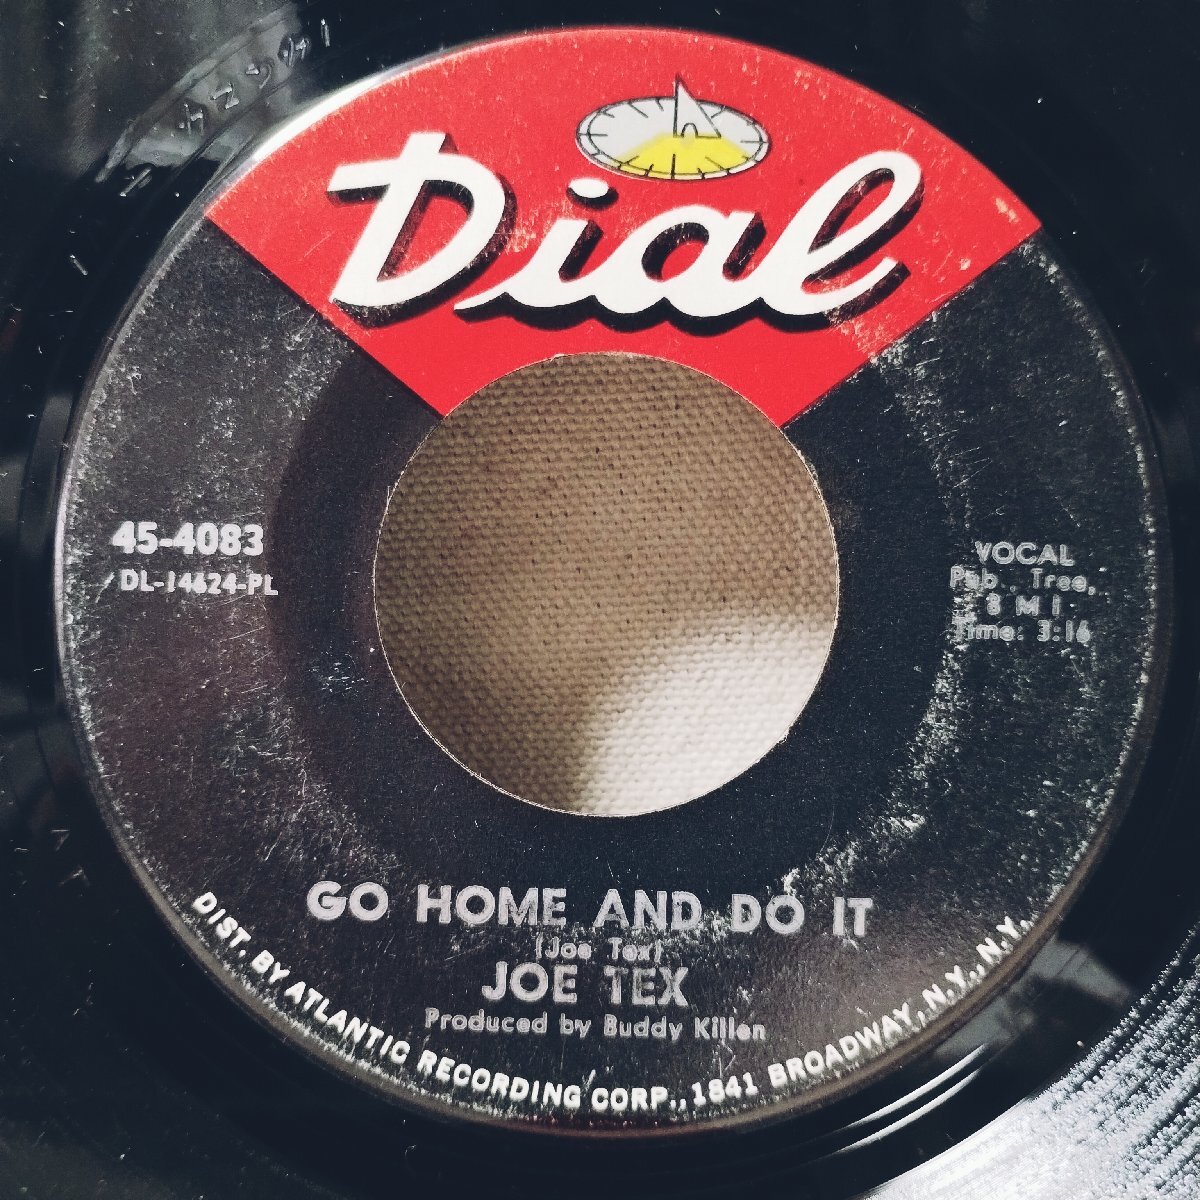 Dial
45-4083
DL-14624-PL
VOCAL
Pub., Tree,
B M I
Time: 3:16
GO HOME AND DO IT
(Joe Tex)
JOE TEX
Produced by Buddy Killen
DIST. BY ATLANTIC RECORDING CORP., 1841 BROADWAY, N.Y., N.Y.